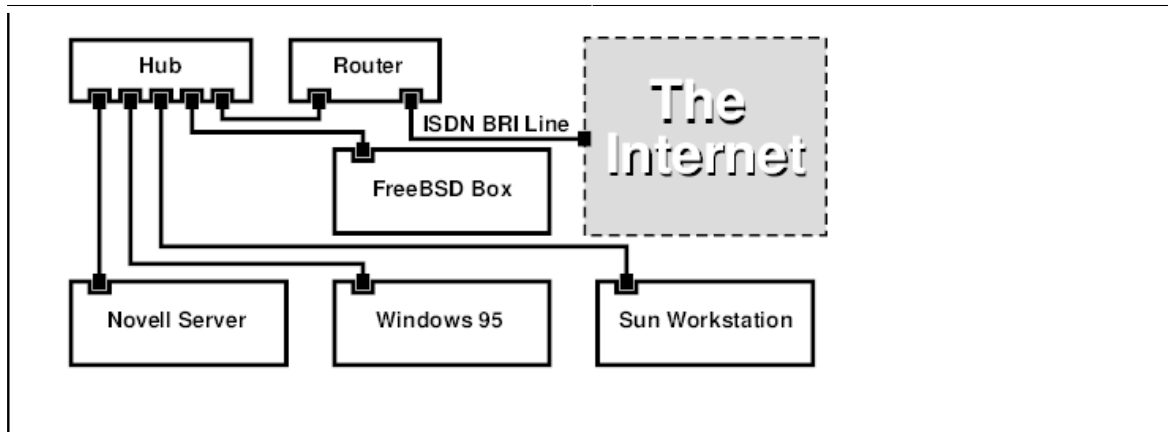 Hub
Router
The
Internet
ISDN BRI Line
FreeBSD Box
Novell Server
Windows 95
Sun Workstation